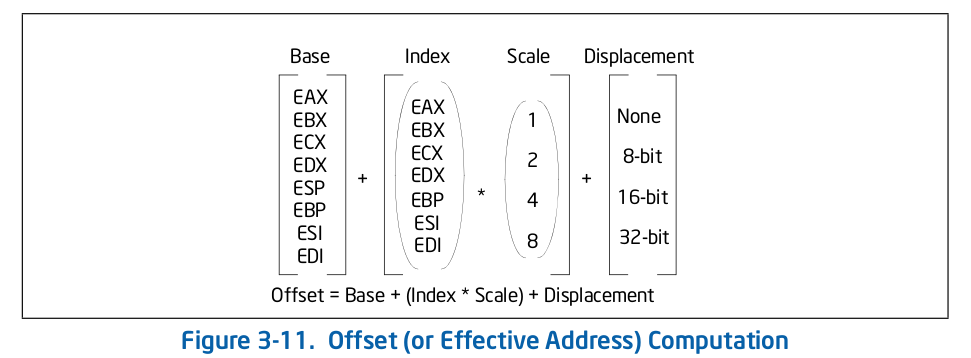 Base Index Scale Displacement
EAX
EBX
ECX
EDX
ESP
EBP
ESI
EDI
+
EAX
EBX
ECX
EDX
EBP
ESI
EDI
*
1
2
4
8
+
None
8-bit
16-bit
32-bit
Offset = Base + (Index * Scale) + Displacement
Figure 3-11. Offset (or Effective Address) Computation